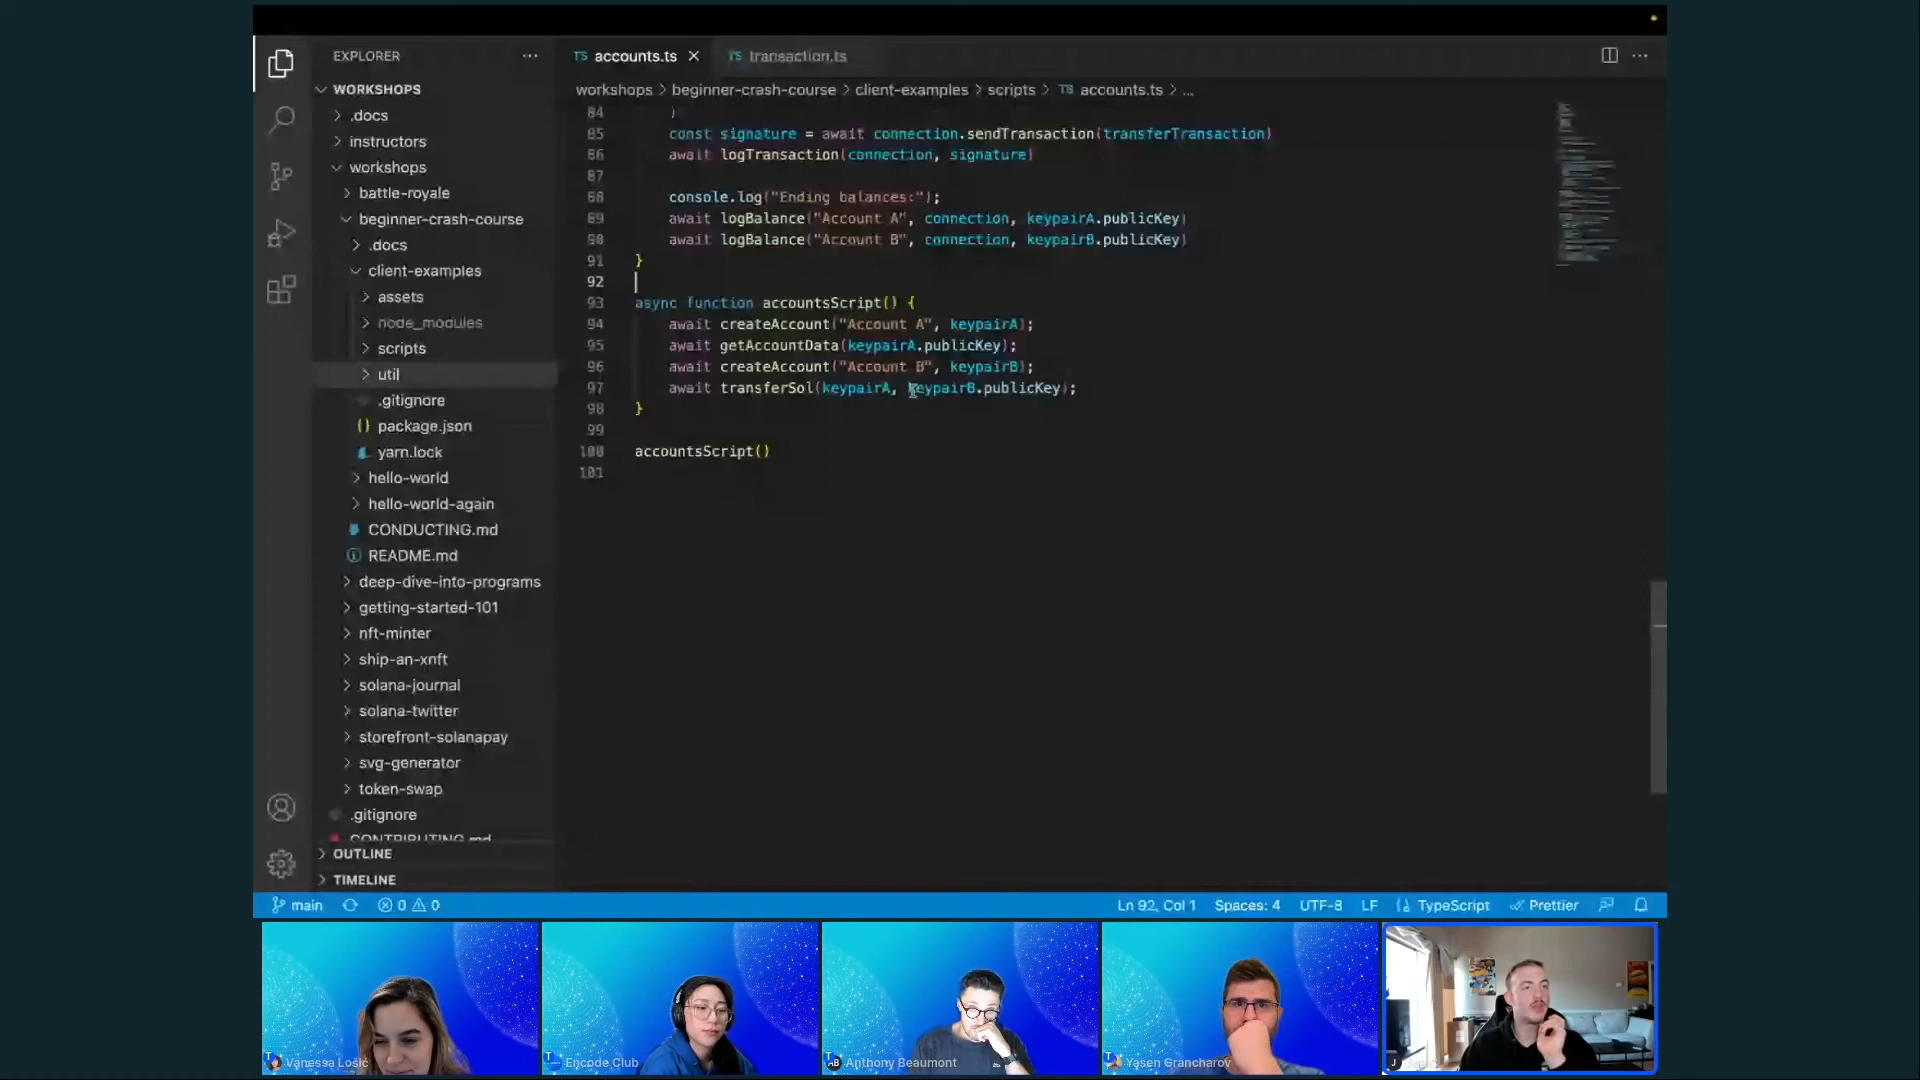 EXPLORER
WORKSHOPS
.docs
instructors
workshops
battle-royale
beginner-crash-course
.docs
client-examples
assets
node_modules
scripts
util
.gitignore
package.json
yarn.lock
hello-world
hello-world-again
CONDUCTING.md
README.md
deep-dive-into-programs
getting-started-101
nft-minter
ship-an-xnft
solana-journal
solana-twitter
storefront-solanapay
svg-generator
token-swap
.gitignore
CONTRIBUTING.md
OUTLINE
TIMELINE
TS accounts.ts TS transaction.ts
workshops > beginner-crash-course > client-examples > scripts > TS accounts.ts > ...
84 )
85 const signature = await connection.sendTransaction(transferTransaction)
86 await logTransaction(connection, signature)
87
88 console.log("Ending balances:");
89 await logBalance("Account A", connection, keypairA.publicKey)
90 await logBalance("Account B", connection, keypairB.publicKey)
91 }
92
93 async function accountsScript() {
94 await createAccount("Account A", keypairA);
95 await getAccountData(keypairA.publicKey);
96 await createAccount("Account B", keypairB);
97 await transferSol(keypairA, keypairB.publicKey);
98 }
99
100 accountsScript()
101
main 0 0 Ln 92, Col 1 Spaces: 4 UTF-8 LF TypeScript Prettier
Vanessa Lošić
Encode Club
AB Anthony Beaumont
Yasen Grancharov
J